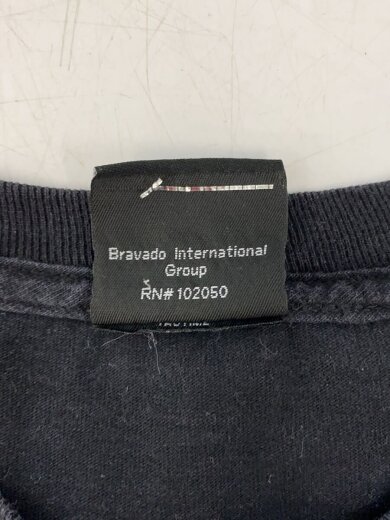 Bravado International
Group
RN# 102050